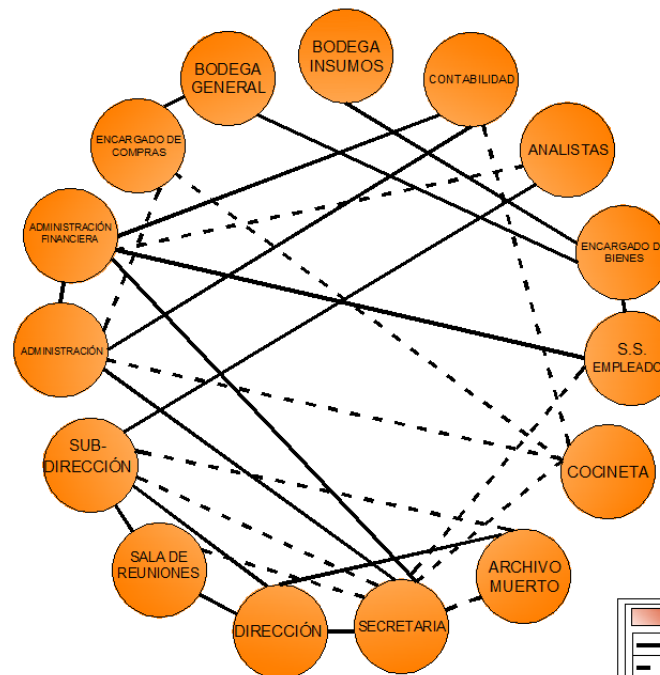 BODEGA
INSUMOS
BODEGA
GENERAL
CONTABILIDAD
ENCARGADO DE
COMPRAS
ANALISTAS
ADMINISTRACIÓN
FINANCIERA
ENCARGADO D
BIENES
ADMINISTRACIÓN
S.S.
EMPLEADO
SUB-
DIRECCIÓN
COCINETA
SALA DE
REUNIONES
ARCHIVO
MUERTO
DIRECCIÓN
SECRETARIA